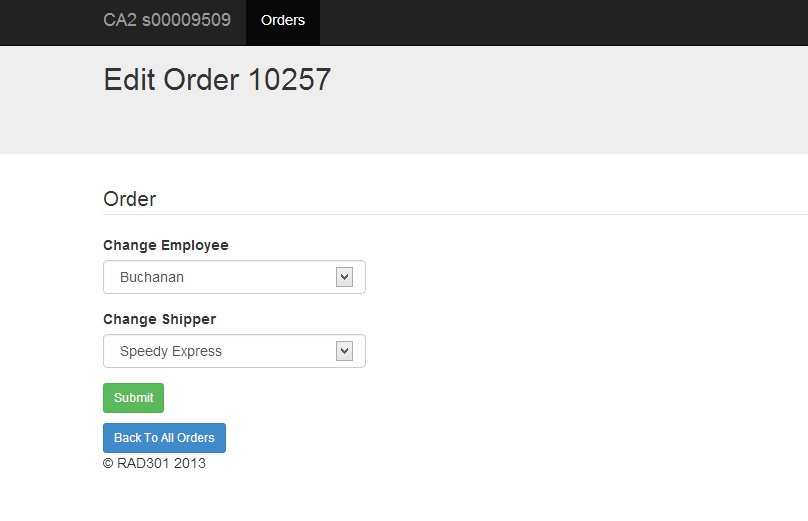 CA2 s00009509 Orders
Edit Order 10257
Order
Change Employee
Buchanan
Change Shipper
Speedy Express
Submit
Back To All Orders
© RAD301 2013